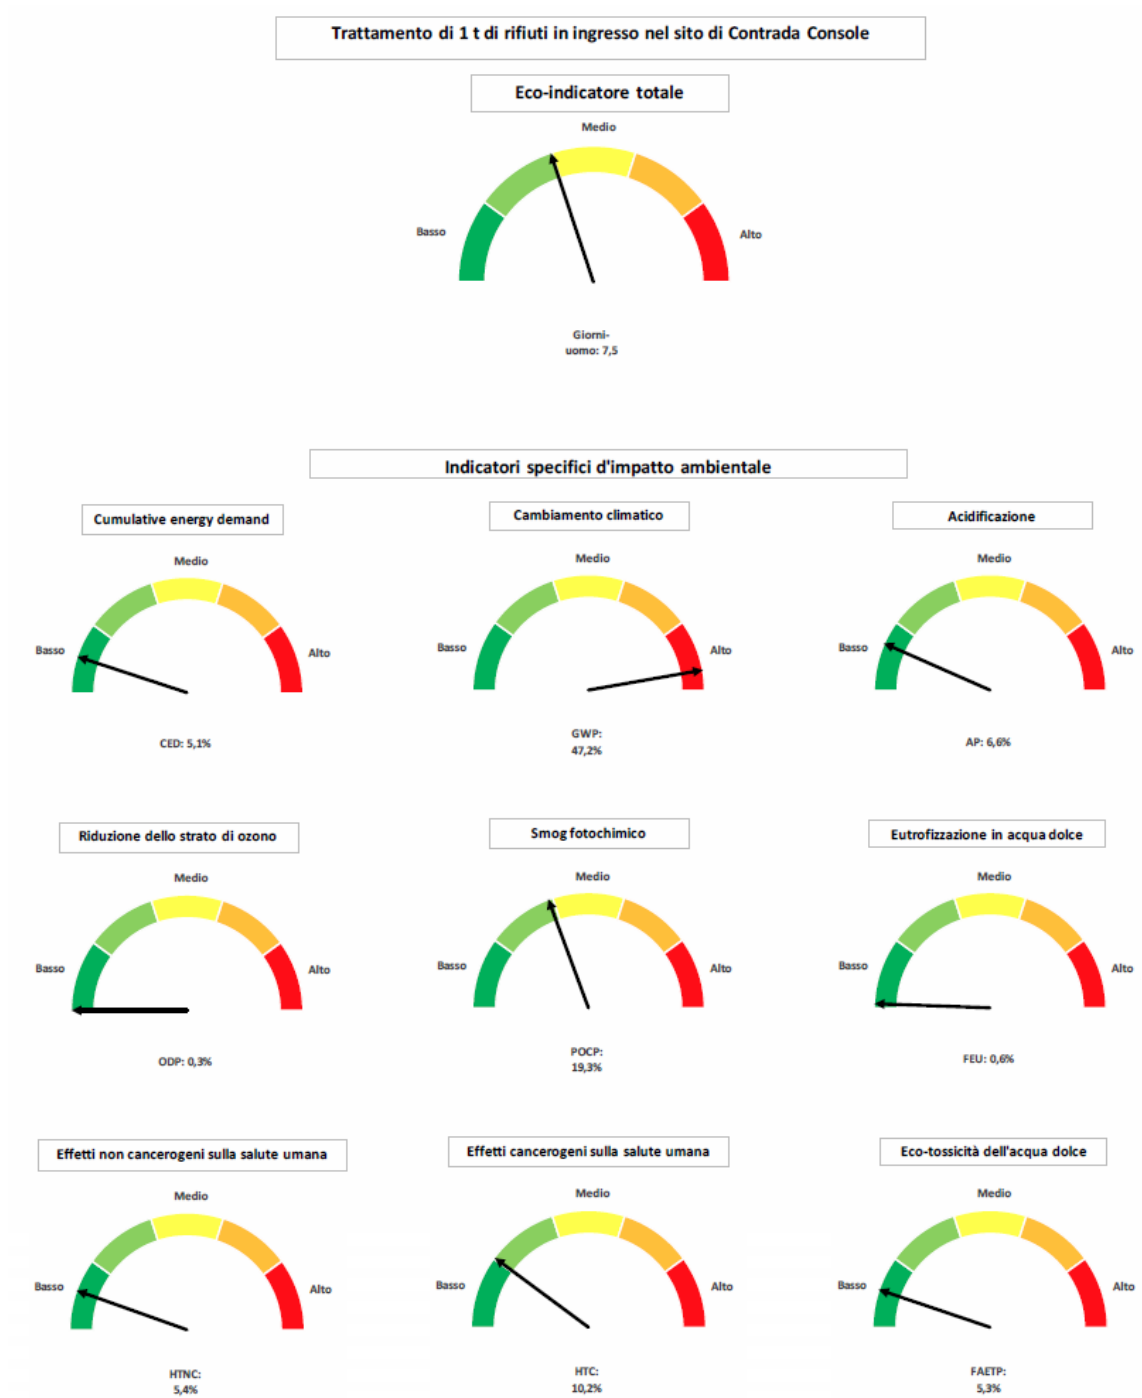 Trattamento di 1 t di rifiuti in ingresso nel sito di Contrada Console
Eco-indicatore totale
Medio
Basso
Alto
Giorni-
uomo: 7,5
Indicatori specifici d'impatto ambientale
Cumulative energy demand
Medio
Basso
Alto
CED: 5,1%
Cambiamento climatico
Medio
Basso
Alto
GWP:
47,2%
Acidificazione
Medio
Basso
Alto
AP: 6,6%
Riduzione dello strato di ozono
Medio
Basso
Alto
ODP: 0,3%
Smog fotochimico
Medio
Basso
Alto
POCP:
19,3%
Eutrofizzazione in acqua dolce
Medio
Basso
Alto
FEU: 0,6%
Effetti non cancerogeni sulla salute umana
Medio
Basso
Alto
HTNC:
5,4%
Effetti cancerogeni sulla salute umana
Medio
Basso
Alto
HTC:
10,2%
Eco-tossicità dell'acqua dolce
Medio
Basso
Alto
FAETP:
5,3%